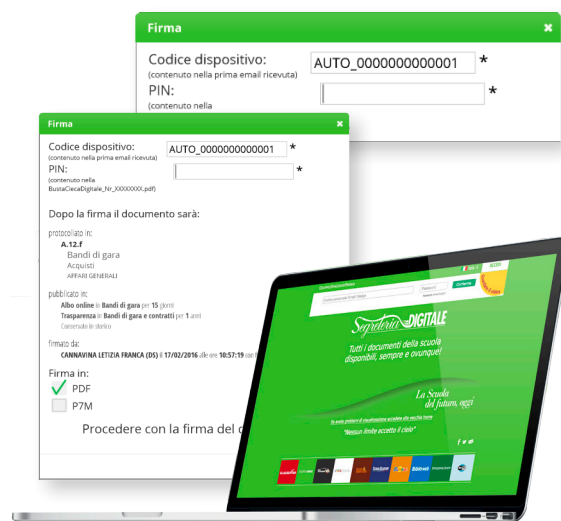 Firma
Codice dispositivo:
AUTO_0000000000001 *
(contenuto nella prima email ricevuta)
PIN:
*
(contenuto nella
Firma
Codice dispositivo:
AUTO_0000000000001 *
(contenuto nella prima email ricevuta)
PIN:
*
(contenuto nella
BustaCiecaDigitale_Nr_XXXXXXXX.pdf)
Dopo la firma il documento sarà:
protocollato in:
A.12.f
Bandi di gara
Acquisti
AFFARI GENERALI
pubblicato in:
Albo online in Bandi di gara per 15 giorni
Trasparenza in Bandi di gara e contratti per 1 anni
Conservato in storico
firmato da:
CANNAVINA LETIZIA FRANCA (DS) il 17/02/2016 alle ore 10:57:19 con
Firma in:
PDF
P7M
Procedere con la firma del
Segreteria DIGITALE
Tutti i documenti della scuola
disponibili, sempre e ovunque!
La Scuola
del futuro, oggi
"Nessun limite eccetto il cielo"